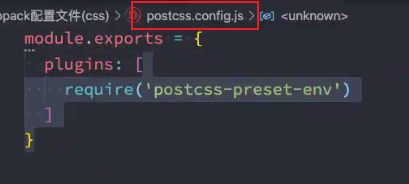 pack配置文件(css) > postcss.config.js > <unknown>
module.exports = {
plugins: [
require('postcss-preset-env')
]
}